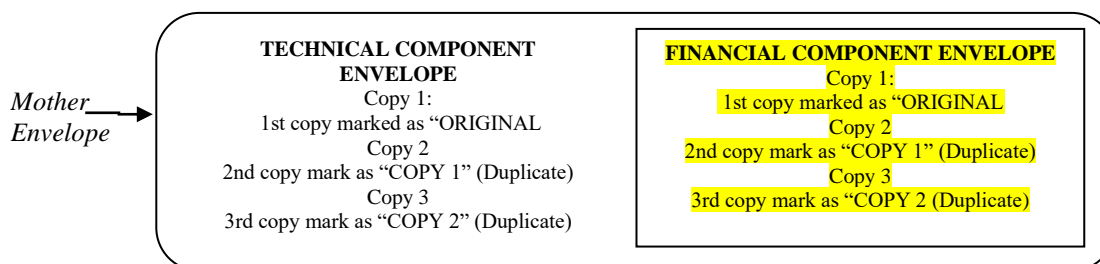 Mother
Envelope
TECHNICAL COMPONENT
ENVELOPE
Copy 1:
1st copy marked as “ORIGINAL
Copy 2
2nd copy mark as “COPY 1” (Duplicate)
Copy 3
3rd copy mark as “COPY 2” (Duplicate)
FINANCIAL COMPONENT ENVELOPE
Copy 1:
1st copy marked as “ORIGINAL
Copy 2
2nd copy mark as “COPY 1” (Duplicate)
Copy 3
3rd copy mark as “COPY 2 (Duplicate)